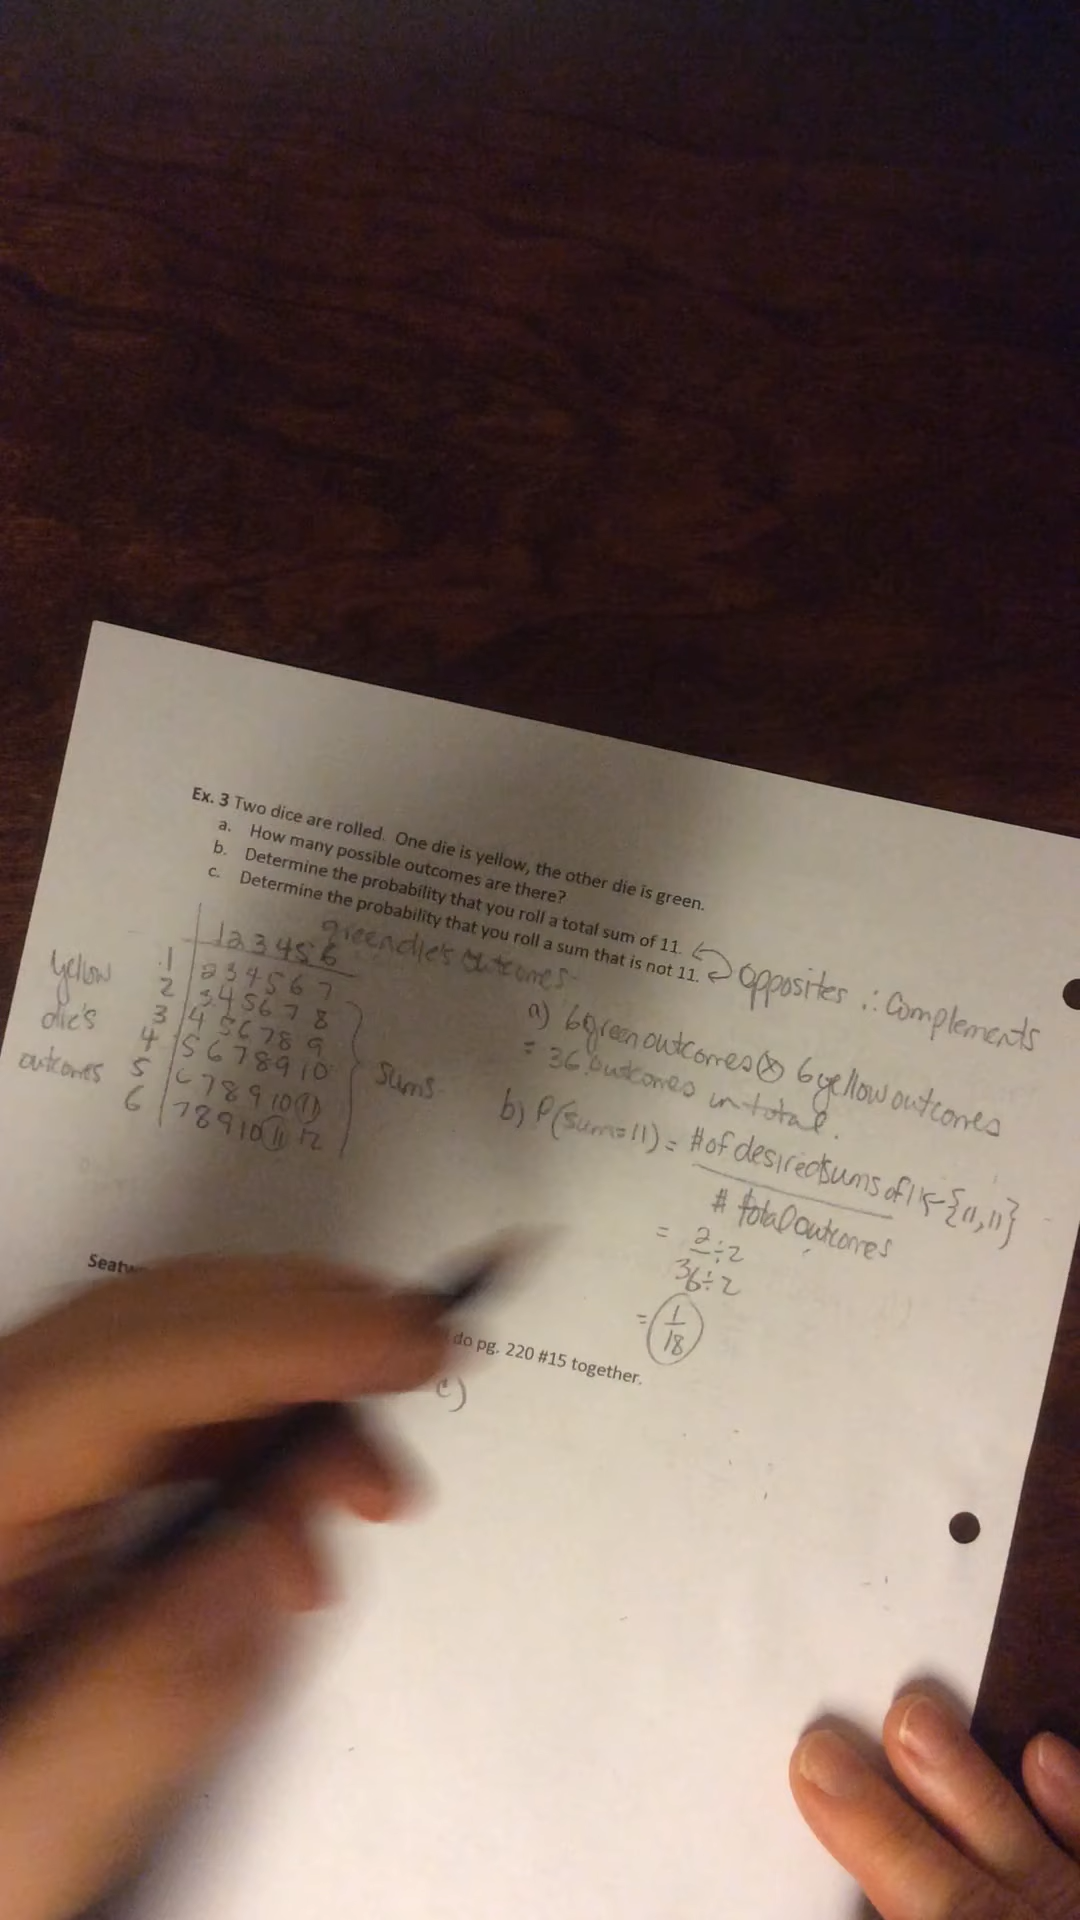 Ex. 3 Two dice are rolled. One die is yellow, the other die is green.
a. How many possible outcomes are there?
b. Determine the probability that you roll a total sum of 11.
c. Determine the probability that you roll a sum that is not 11.
Opposites ∴ Complements
green die's outcomes
1 2 3 4 5 6
yellow die's outcomes
1 2 3 4 5 6 7
2 3 4 5 6 7 8
3 4 5 6 7 8 9
4 5 6 7 8 9 10
5 6 7 8 9 10 11
6 7 8 9 10 11 12
sums
a) 6 green outcomes ⊗ 6 yellow outcomes
= 36 outcomes in total.
b) P(sum=11) = # of desired sums of 11 ← {11, 11}
# total outcomes
= 2 ÷ 2
36 ÷ 2
= 1
18
Seatw
do pg. 220 #15 together.
c)